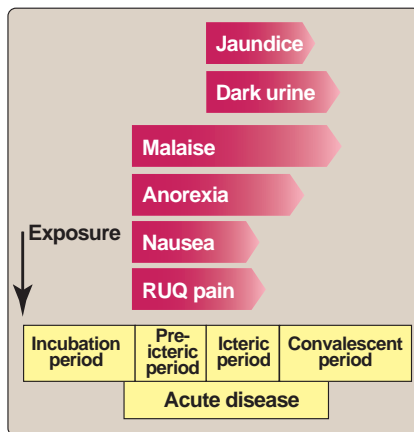 Jaundice
Dark urine
Malaise
Anorexia
Exposure
Nausea
RUQ pain
Incubation
period
Pre-
icteric
period
Icteric
period
Convalescent
period
Acute disease